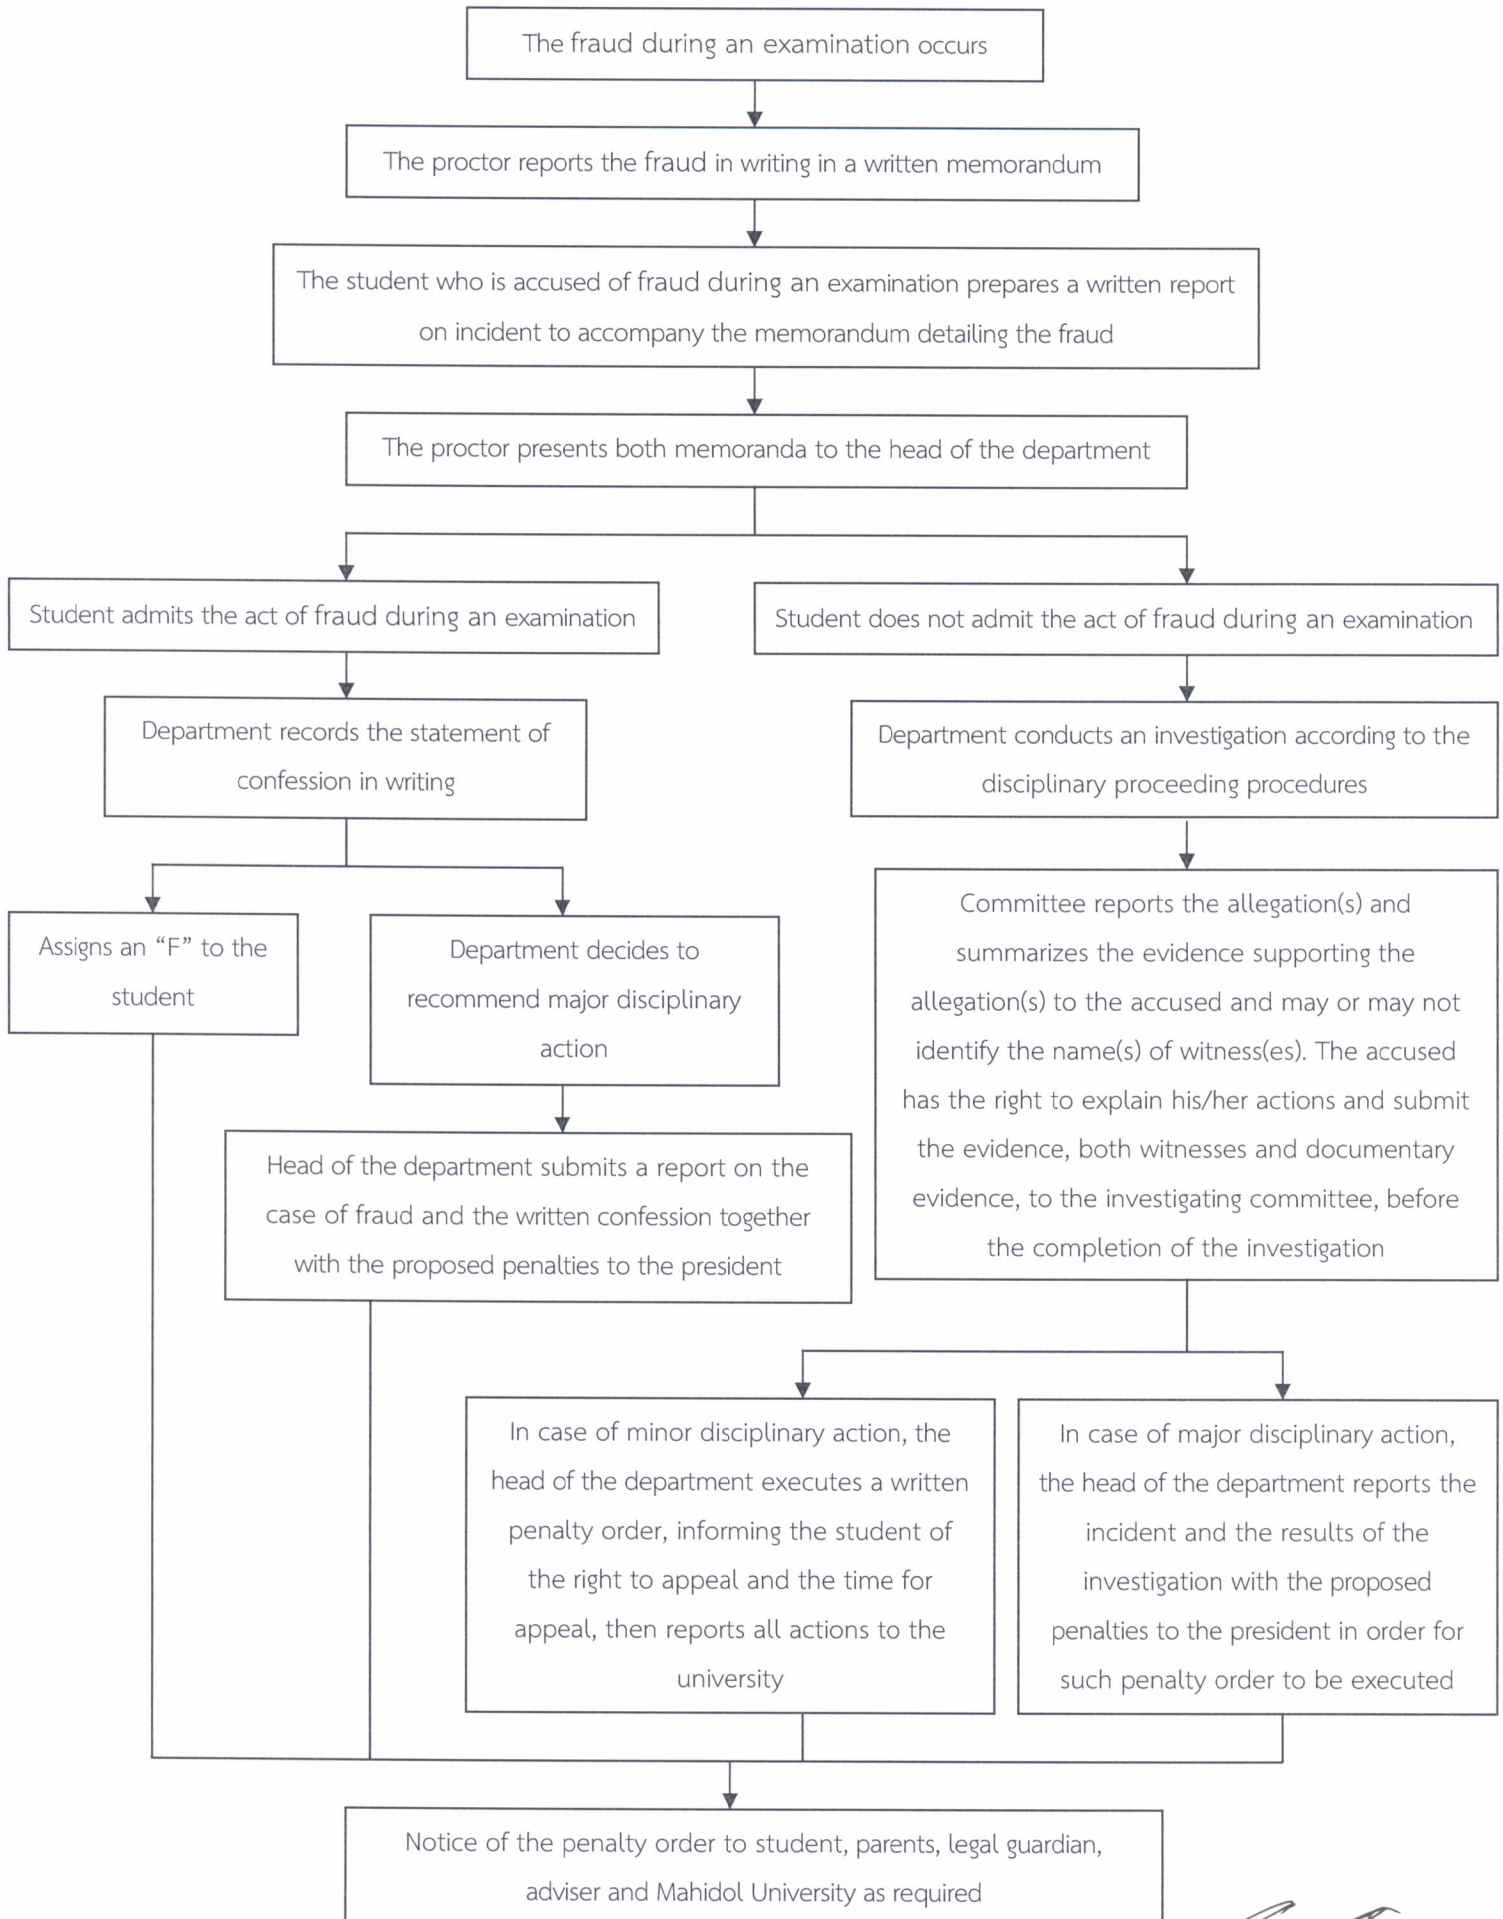 The fraud during an examination occurs
The proctor reports the fraud in writing in a written memorandum
The student who is accused of fraud during an examination prepares a written report
on incident to accompany the memorandum detailing the fraud
The proctor presents both memoranda to the head of the department
Student admits the act of fraud during an examination
Student does not admit the act of fraud during an examination
Department records the statement of
confession in writing
Department conducts an investigation according to the
disciplinary proceeding procedures
Assigns an “F” to the
student
Department decides to
recommend major disciplinary
action
Head of the department submits a report on the
case of fraud and the written confession together
with the proposed penalties to the president
Committee reports the allegation(s) and
summarizes the evidence supporting the
allegation(s) to the accused and may or may not
identify the name(s) of witness(es). The accused
has the right to explain his/her actions and submit
the evidence, both witnesses and documentary
evidence, to the investigating committee, before
the completion of the investigation
In case of minor disciplinary action, the
head of the department executes a written
penalty order, informing the student of
the right to appeal and the time for
appeal, then reports all actions to the
university
In case of major disciplinary action,
the head of the department reports the
incident and the results of the
investigation with the proposed
penalties to the president in order for
such penalty order to be executed
Notice of the penalty order to student, parents, legal guardian,
adviser and Mahidol University as required